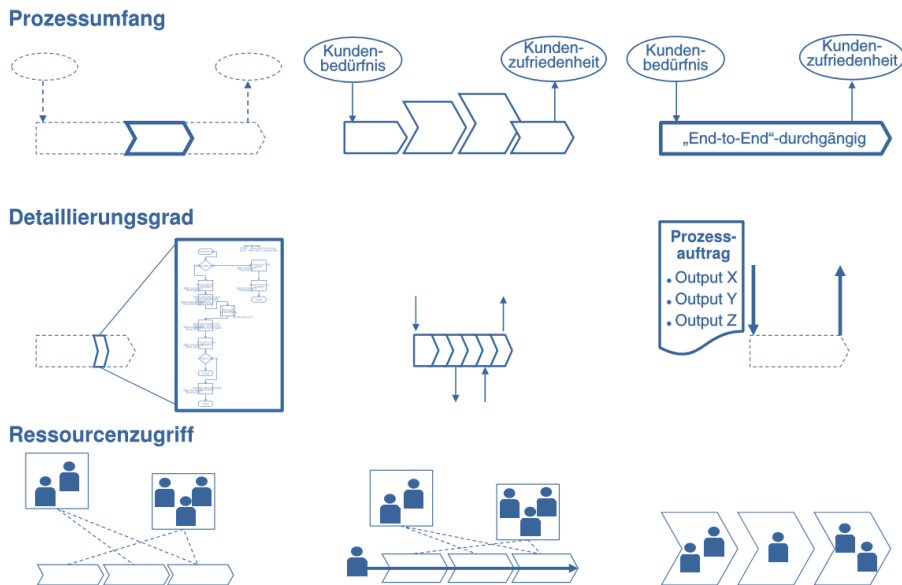 Prozessumfang
Kunden-
bedürfnis
Kunden-
zufriedenheit
Kunden-
bedürfnis
Kunden-
zufriedenheit
„End-to-End“-durchgängig
Detaillierungsgrad
Prozess-
auftrag
• Output X
• Output Y
• Output Z
Ressourcenzugriff